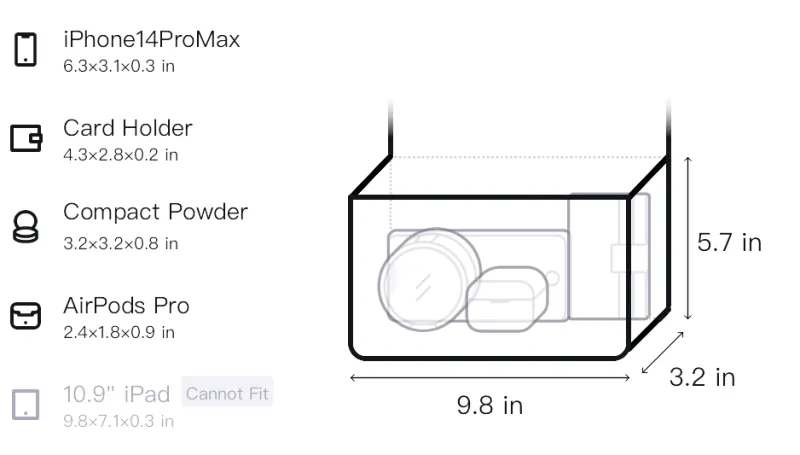 iPhone14ProMax
6.3×3.1×0.3 in
Card Holder
4.3×2.8×0.2 in
Compact Powder
3.2×3.2×0.8 in
AirPods Pro
2.4×1.8×0.9 in
10.9" iPad Cannot Fit
9.8×7.1×0.3 in
5.7 in
3.2 in
9.8 in